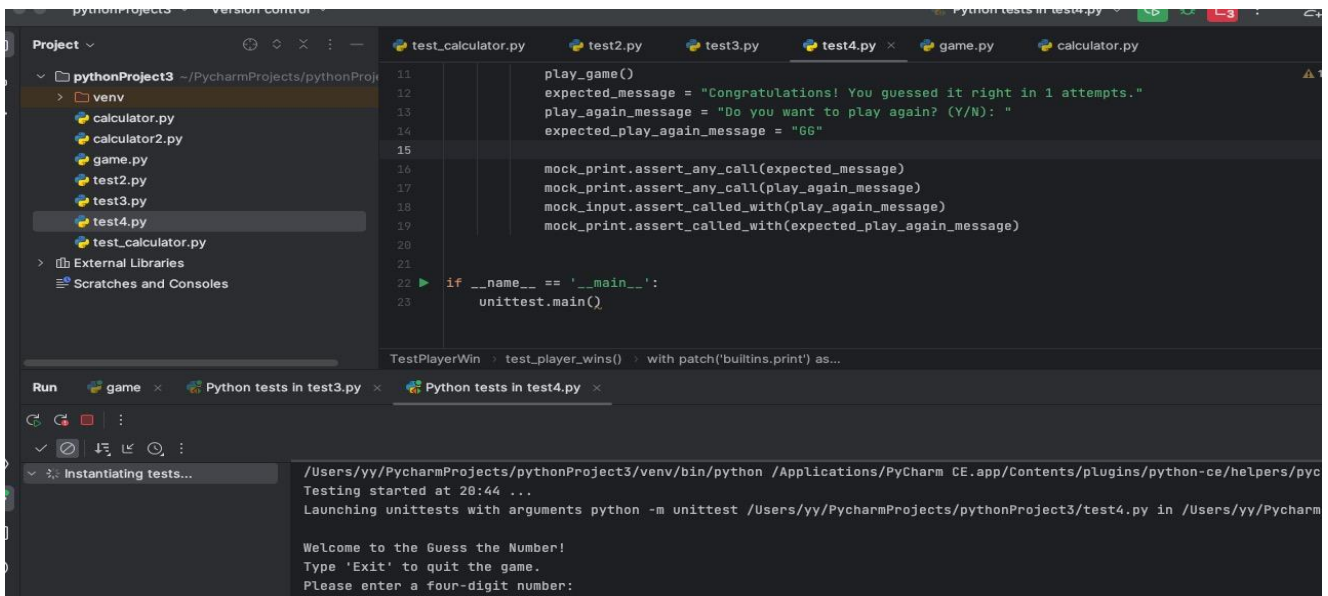 pythonProject3
Version control
Python tests in test4.py
3
Project
test_calculator.py
test2.py
test3.py
test4.py
game.py
calculator.py
pythonProject3 ~/PycharmProjects/pythonProje
venv
calculator.py
calculator2.py
game.py
test2.py
test3.py
test4.py
test_calculator.py
External Libraries
Scratches and Consoles
11 play_game()
12 expected_message = "Congratulations! You guessed it right in 1 attempts."
13 play_again_message = "Do you want to play again? (Y/N): "
14 expected_play_again_message = "GG"
15
16 mock_print.assert_any_call(expected_message)
17 mock_print.assert_any_call(play_again_message)
18 mock_input.assert_called_with(play_again_message)
19 mock_print.assert_called_with(expected_play_again_message)
20
21
22 if __name__ == '__main__':
23 unittest.main()
1
TestPlayerWin › test_player_wins() › with patch('builtins.print') as...
Run
game
Python tests in test3.py
Python tests in test4.py
Instantiating tests...
/Users/yy/PycharmProjects/pythonProject3/venv/bin/python /Applications/PyCharm CE.app/Contents/plugins/python-ce/helpers/pyc
Testing started at 20:44 ...
Launching unittests with arguments python -m unittest /Users/yy/PycharmProjects/pythonProject3/test4.py in /Users/yy/Pycharm
Welcome to the Guess the Number!
Type 'Exit' to quit the game.
Please enter a four-digit number: